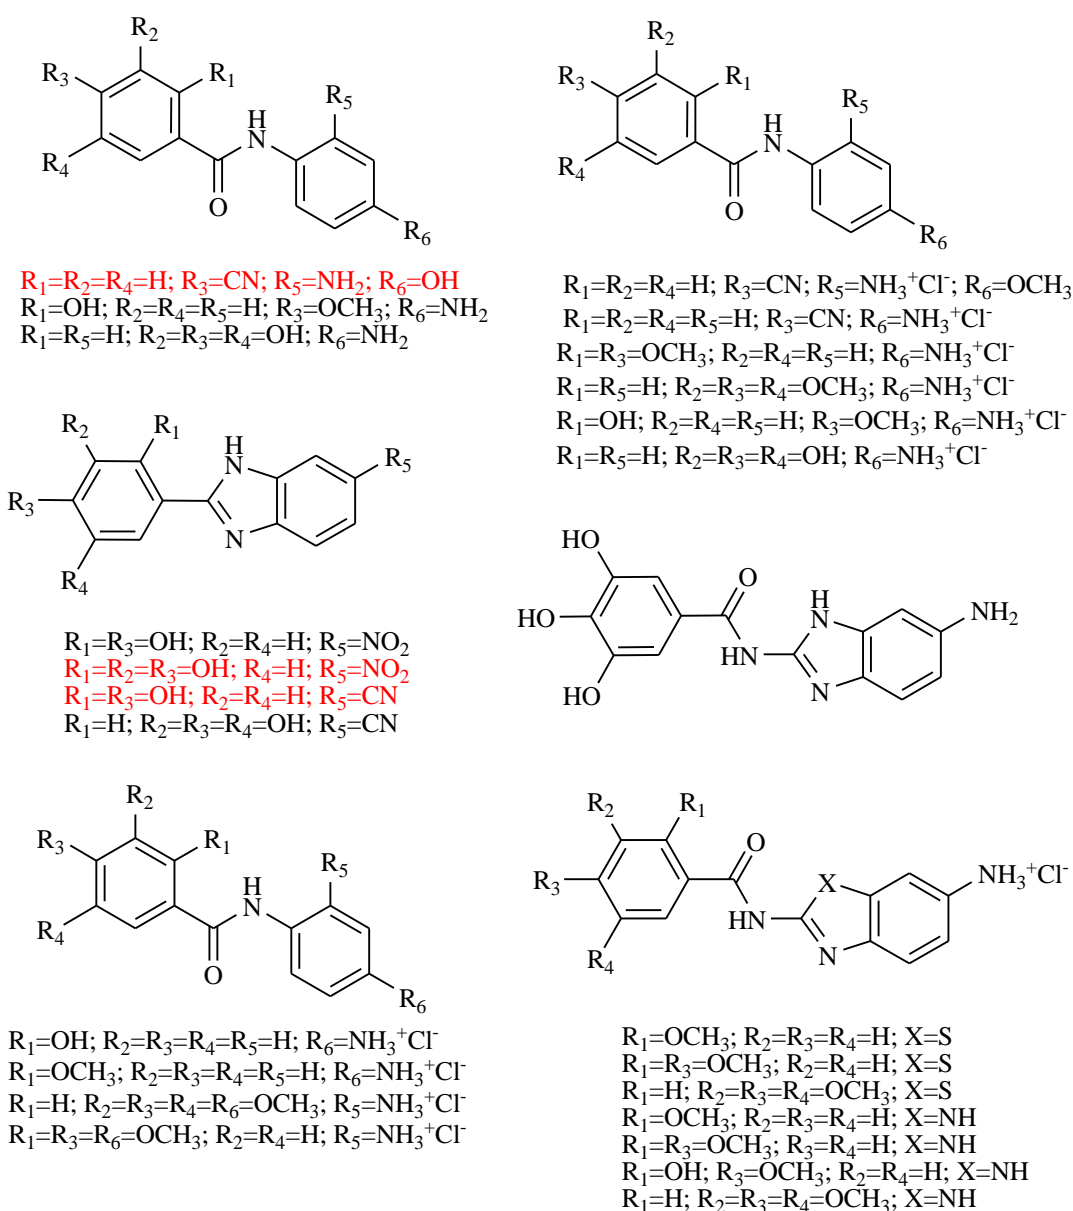 R2
R3
R1
H
N
R5
R4
O
R6
R1=R2=R4=H; R3=CN; R5=NH2; R6=OH
R1=OH; R2=R4=R5=H; R3=OCH3; R6=NH2
R1=R5=H; R2=R3=R4=OH; R6=NH2
R2
R3
R1
H
N
R5
R4
O
R6
R1=R2=R4=H; R3=CN; R5=NH3+Cl-; R6=OCH3
R1=R2=R4=R5=H; R3=CN; R6=NH3+Cl-
R1=R3=OCH3; R2=R4=R5=H; R6=NH3+Cl-
R1=R5=H; R2=R3=R4=OCH3; R6=NH3+Cl-
R1=OH; R2=R4=R5=H; R3=OCH3; R6=NH3+Cl-
R1=R5=H; R2=R3=R4=OH; R6=NH3+Cl-
R2
R1
H
N
R5
R3
N
R4
R1=R3=OH; R2=R4=H; R5=NO2
R1=R2=R3=OH; R4=H; R5=NO2
R1=R3=OH; R2=R4=H; R5=CN
R1=H; R2=R3=R4=OH; R5=CN
HO
O
H
N
NH2
HO
HN
N
HO
R2
R3
R1
H
N
R5
R4
O
R6
R1=OH; R2=R3=R4=R5=H; R6=NH3+Cl-
R1=OCH3; R2=R3=R4=R5=H; R6=NH3+Cl-
R1=H; R2=R3=R4=R6=OCH3; R5=NH3+Cl-
R1=R3=R6=OCH3; R2=R4=H; R5=NH3+Cl-
R2
R1
O
R3
X
NH3+Cl-
HN
N
R4
R1=OCH3; R2=R3=R4=H; X=S
R1=R3=OCH3; R2=R4=H; X=S
R1=H; R2=R3=R4=OCH3; X=S
R1=OCH3; R2=R3=R4=H; X=NH
R1=R3=OCH3; R3=R4=H; X=NH
R1=OH; R3=OCH3; R2=R4=H; X=NH
R1=H; R2=R3=R4=OCH3; X=NH